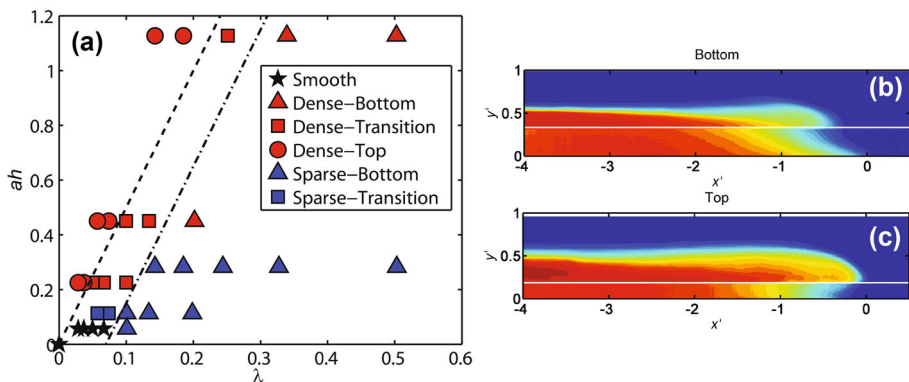 (a)
ah
1.2
1
0.8
0.6
0.4
0.2
0
0 0.1 0.2 0.3 0.4 0.5 0.6
λ
Smooth
Dense-Bottom
Dense-Transition
Dense-Top
Sparse-Bottom
Sparse-Transition
Bottom
(b)
y'
1
0.5
0
-4 -3 -2 -1 0
x'
Top
(c)
y'
1
0.5
0
-4 -3 -2 -1 0
x'